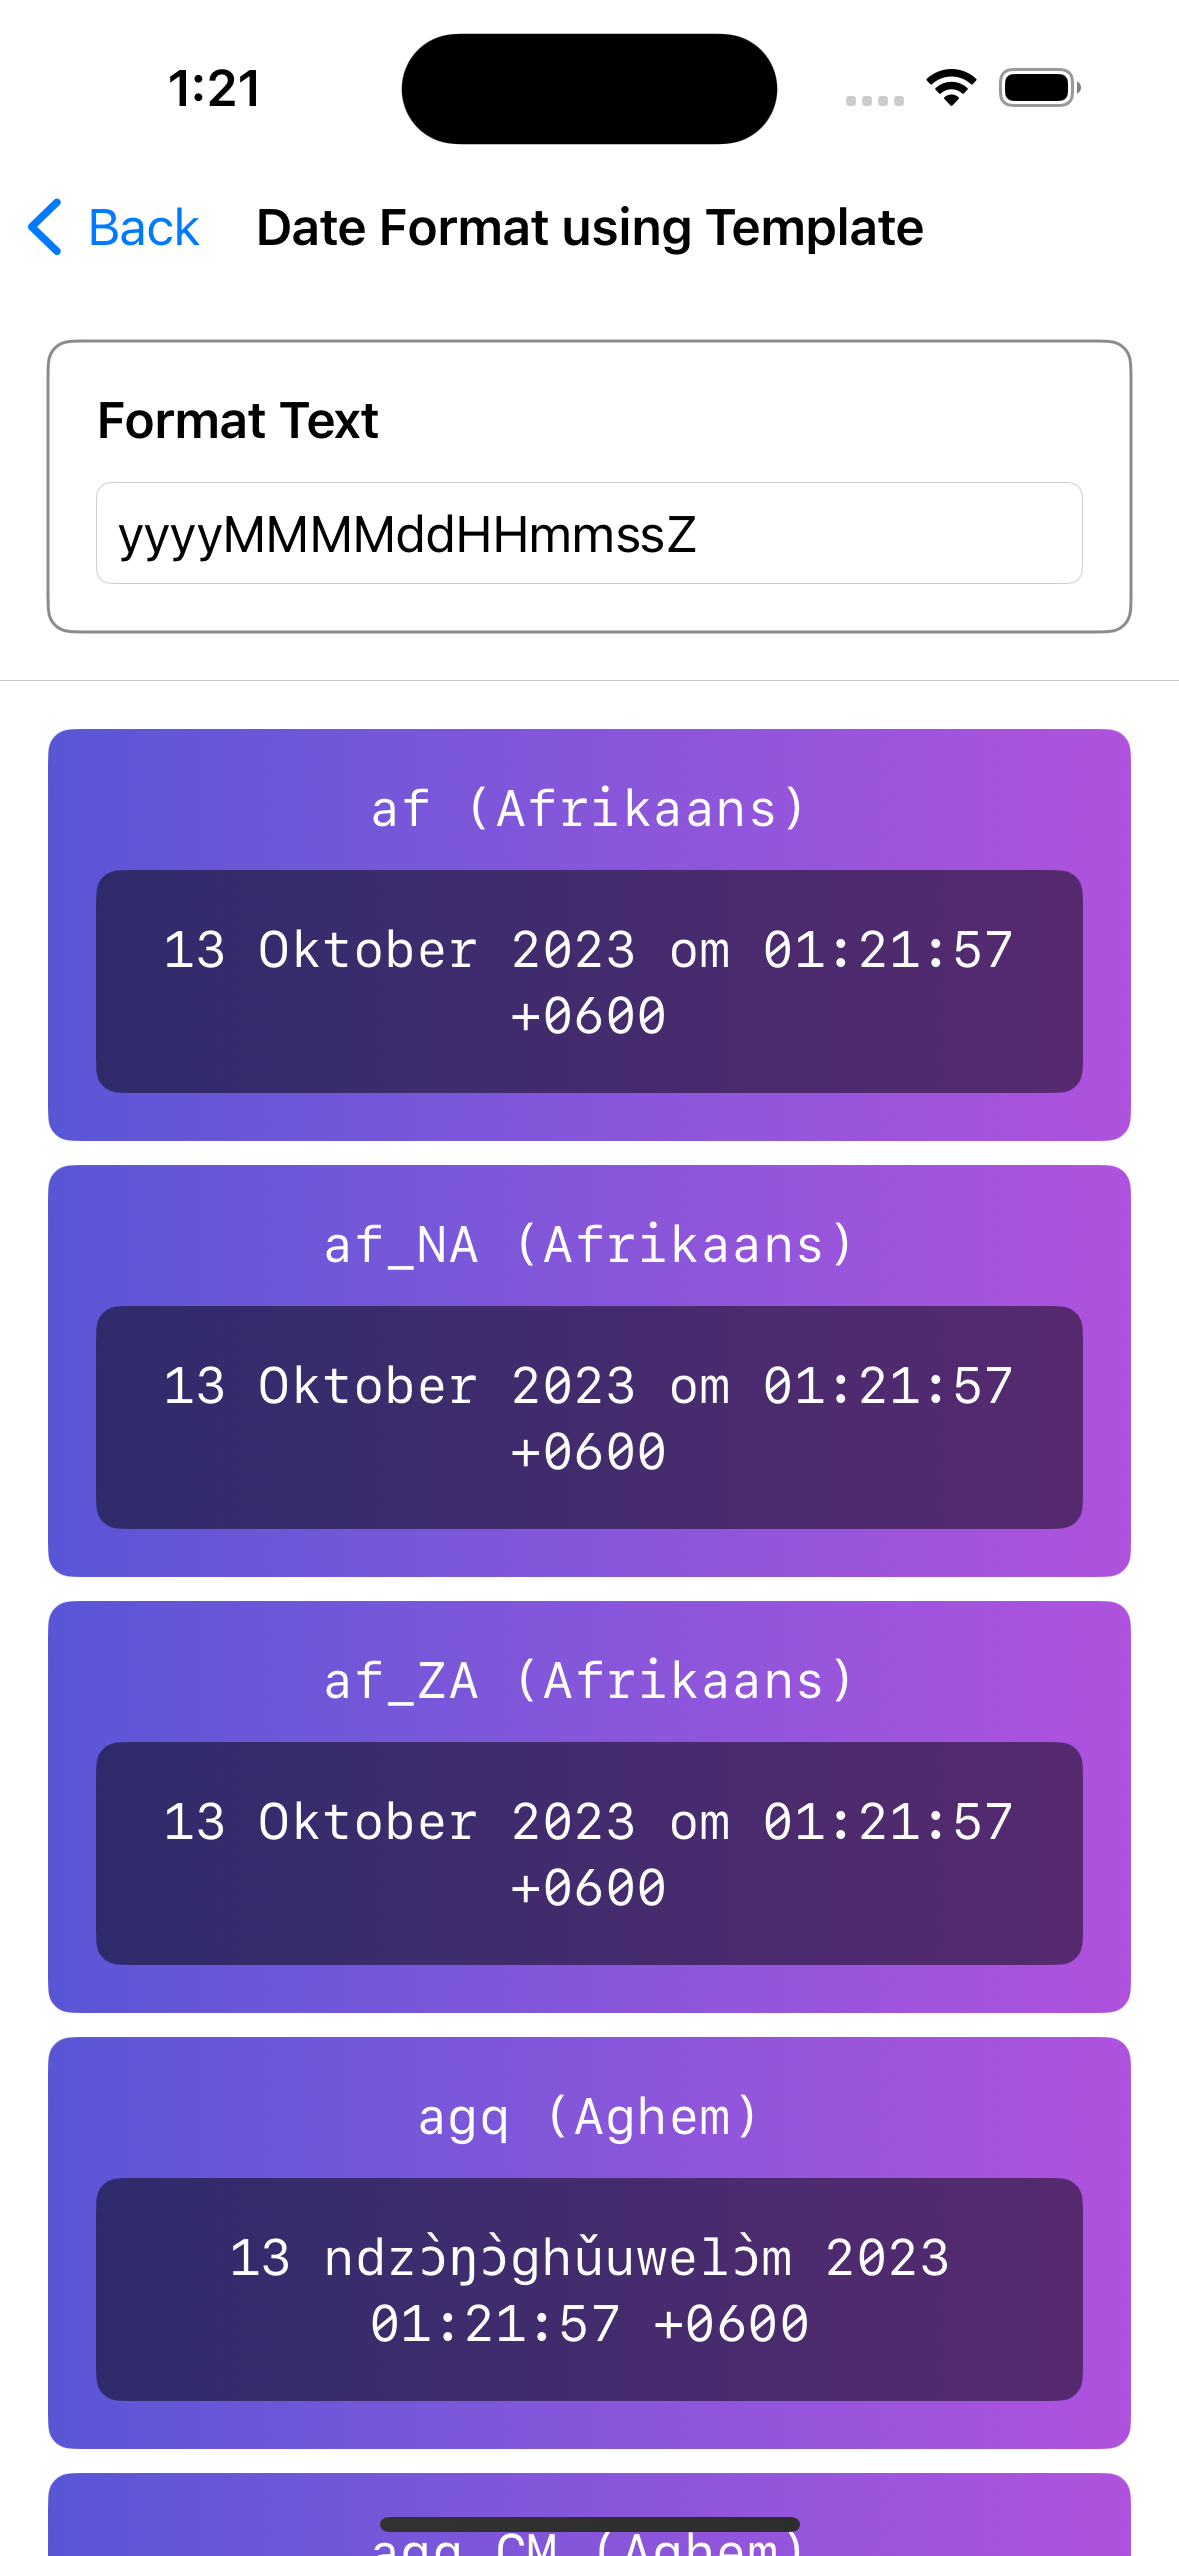 1:21
Back
Date Format using Template
Format Text
yyyyMMMMddHHmmssZ
af (Afrikaans)
13 Oktober 2023 om 01:21:57
+0600
af_NA (Afrikaans)
13 Oktober 2023 om 01:21:57
+0600
af_ZA (Afrikaans)
13 Oktober 2023 om 01:21:57
+0600
agq (Aghem)
13 ndzɔ̀ŋɔ̀ghǔuwelɔ̀m 2023
01:21:57 +0600
agq_CM (Aghem)